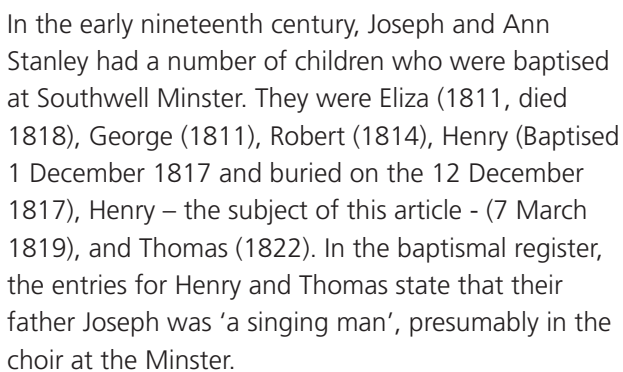 In the early nineteenth century, Joseph and Ann
Stanley had a number of children who were baptised
at Southwell Minster. They were Eliza (1811, died
1818), George (1811), Robert (1814), Henry (Baptised
1 December 1817 and buried on the 12 December
1817), Henry – the subject of this article - (7 March
1819), and Thomas (1822). In the baptismal register,
the entries for Henry and Thomas state that their
father Joseph was ‘a singing man’, presumably in the
choir at the Minster.